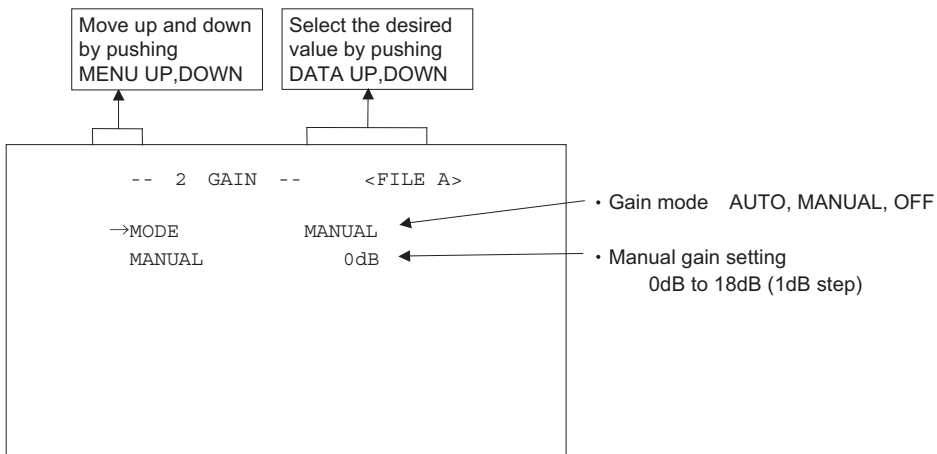 Move up and down
by pushing
MENU UP,DOWN
Select the desired
value by pushing
DATA UP,DOWN
-- 2 GAIN -- <FILE A>
→MODE MANUAL
MANUAL 0dB
・Gain mode AUTO, MANUAL, OFF
・Manual gain setting
0dB to 18dB (1dB step)